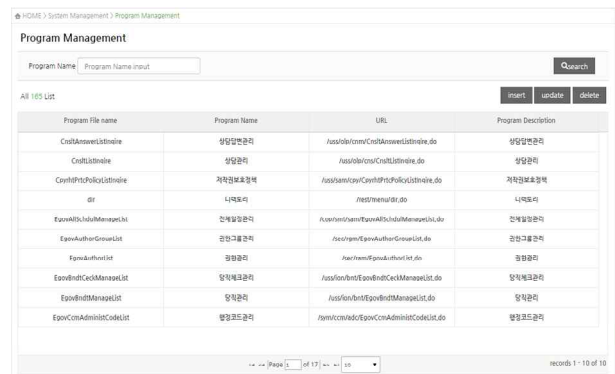 HOME > System Management > Program Management
Program Management
Program Name Program Name input search
All 165 List insert update delete
Program File name Program Name URL Program Description
CnsltAnswerListInqire 상담답변관리 /uss/olp/cnm/CnsltAnswerListInqire.do 상담답변관리
CnsltListInqire 상담관리 /uss/olp/cns/CnsltListInqire.do 상담관리
CpyrhtPrtcPolicyListInqire 저작권보호정책 /uss/sam/cpy/CpyrhtPrtcPolicyListInqire.do 저작권보호정책
dir 디렉토리 /rest/menu/dir.do 디렉토리
EgovAllSchdulManageList 전체일정관리 /cop/smt/sam/EgovAllSchdulManageList.do 전체일정관리
EgovAuthorGroupList 권한그룹관리 /sec/rgm/EgovAuthorGroupList.do 권한그룹관리
EgovAuthorList 권한관리 /sec/ram/EgovAuthorList.do 권한관리
EgovBndtCeckManageList 당직체크관리 /uss/ion/bnt/EgovBndtCeckManageList.do 당직체크관리
EgovBndtManageList 당직관리 /uss/ion/bnt/EgovBndtManageList.do 당직관리
EgovCcmAdministCodeList 행정코드관리 /sym/ccm/adc/EgovCcmAdministCodeList.do 행정코드관리
Page 1 of 17 10 records 1 - 10 of 10